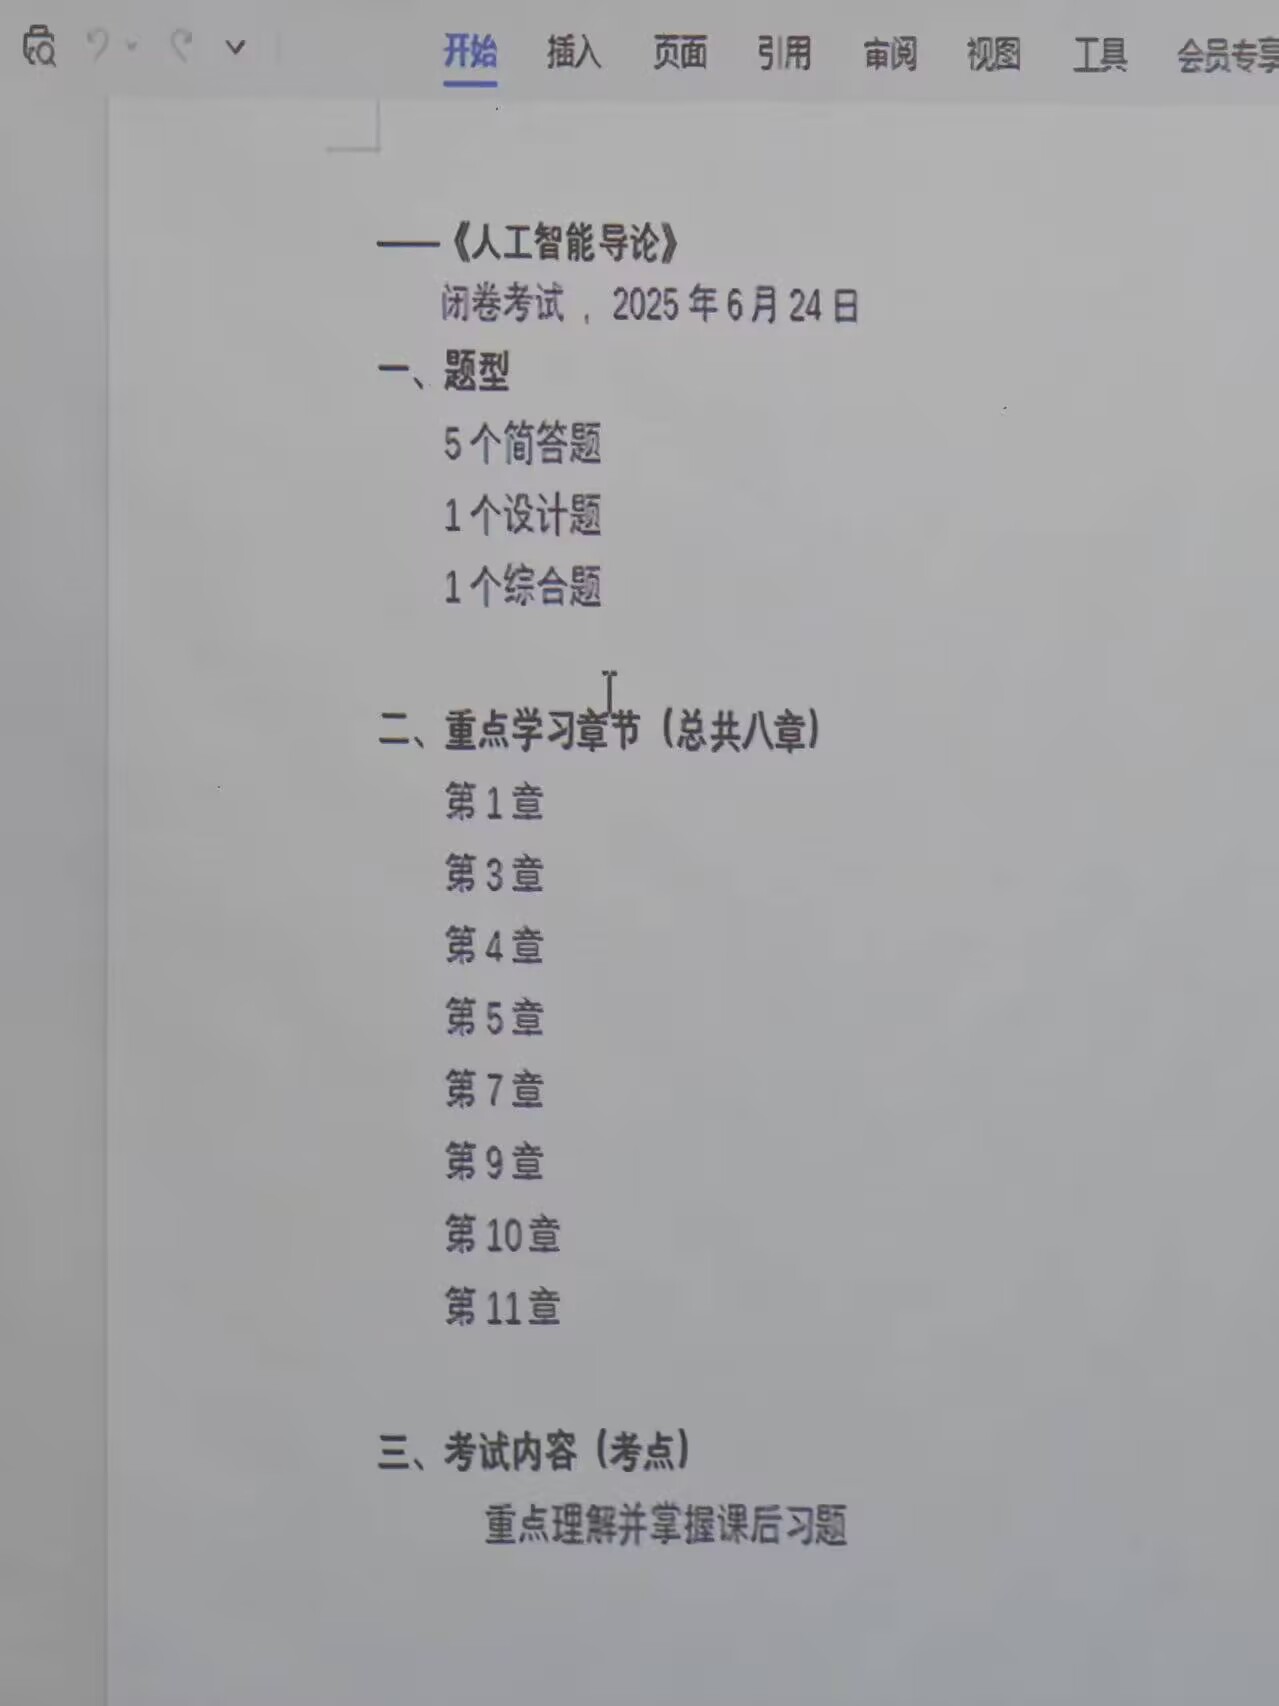 开始 插入 页面 引用 审阅 视图 工具 会员专享
——《人工智能导论》
闭卷考试，2025 年 6 月 24 日
一、题型
5 个简答题
1 个设计题
1 个综合题
二、重点学习章节（总共八章）
第 1 章
第 3 章
第 4 章
第 5 章
第 7 章
第 9 章
第 10 章
第 11 章
三、考试内容（考点）
重点理解并掌握课后习题